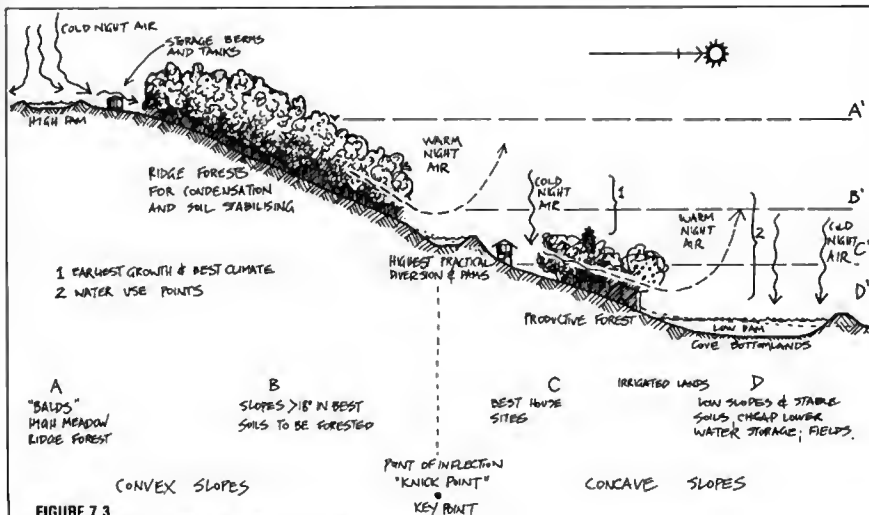 COLD NIGHT AIR
STORAGE BERMS
AND TANKS
HIGH DAM
RIDGE FORESTS
FOR CONDENSATION
AND SOIL STABILISING
WARM
NIGHT
AIR
A'
COLD
NIGHT
AIR
1
B'
WARM
NIGHT
AIR
2
COLD
NIGHT
AIR
C'
D'
1 EARLIEST GROWTH & BEST CLIMATE
2 WATER USE POINTS
HIGHEST PRACTICAL
DIVERSION & DAMS
PRODUCTIVE FOREST
LOW DAM
COVE BOTTOMLANDS
A
"BALDS"
HIGH MEADOW
RIDGE FOREST
B
SLOPES >18° IN BEST
SOILS TO BE FORESTED
C
BEST HOUSE
SITES
IRRIGATED LANDS
D
LOW SLOPES & STABLE
SOILS CHEAP LOWER
WATER STORAGE; FIELDS.
CONVEX SLOPES
POINT OF INFLECTION
"KNICK POINT"
KEY POINT
CONCAVE SLOPES
FIGURE 7.3